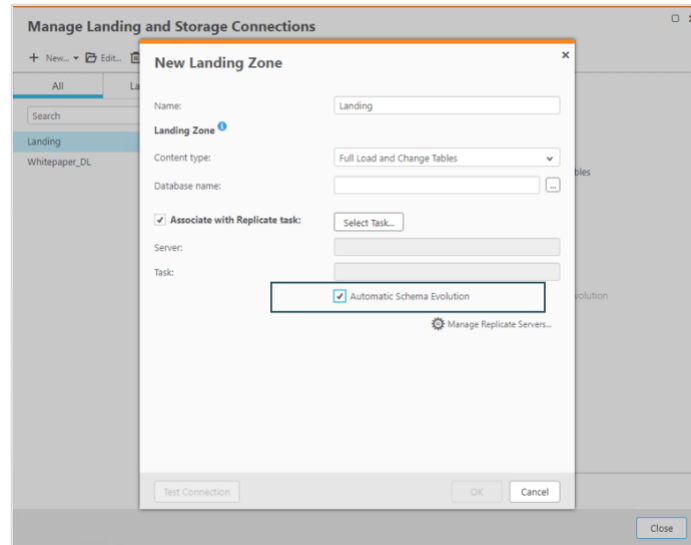 Manage Landing and Storage Connections
+ New... Edit...
All La
Search
Landing
Whitepaper_DL
New Landing Zone
Name: Landing
Landing Zone
Content type: Full Load and Change Tables
Database name: ...
Associate with Replicate task: Select Task...
Server:
Task:
Automatic Schema Evolution
Manage Replicate Servers...
Test Connection OK Cancel
bles
volution
Close